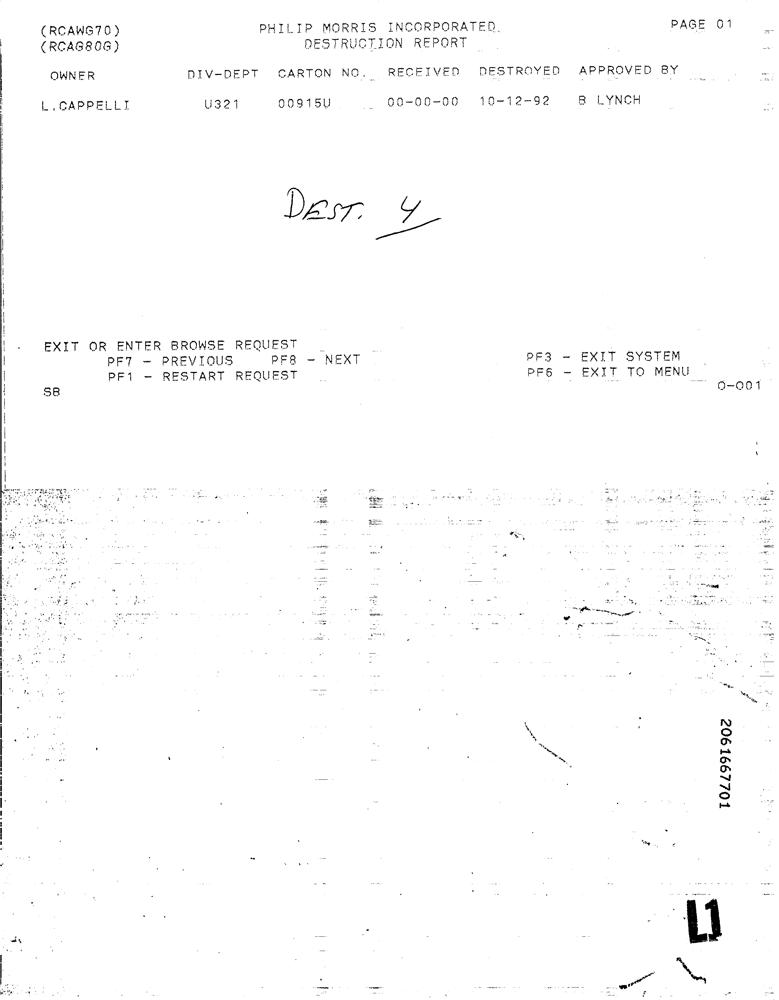 (RCAWG70) PHILIP MORRIS INCORPORATED. PAGE 01
(RCAG80G) DESTRUCTION REPORT
OWNER DIV-DEPT CARTON NO. RECEIVED DESTROYED APPROVED BY
L.CAPPELLI U321 00915U 00-00-00 10-12-92 B LYNCH
DEST. 4
EXIT OR ENTER BROWSE REQUEST
PF7 - PREVIOUS PF8 - NEXT PF3 - EXIT SYSTEM
PF1 - RESTART REQUEST PF6 - EXIT TO MENU
SB O-001
2061667701
L1